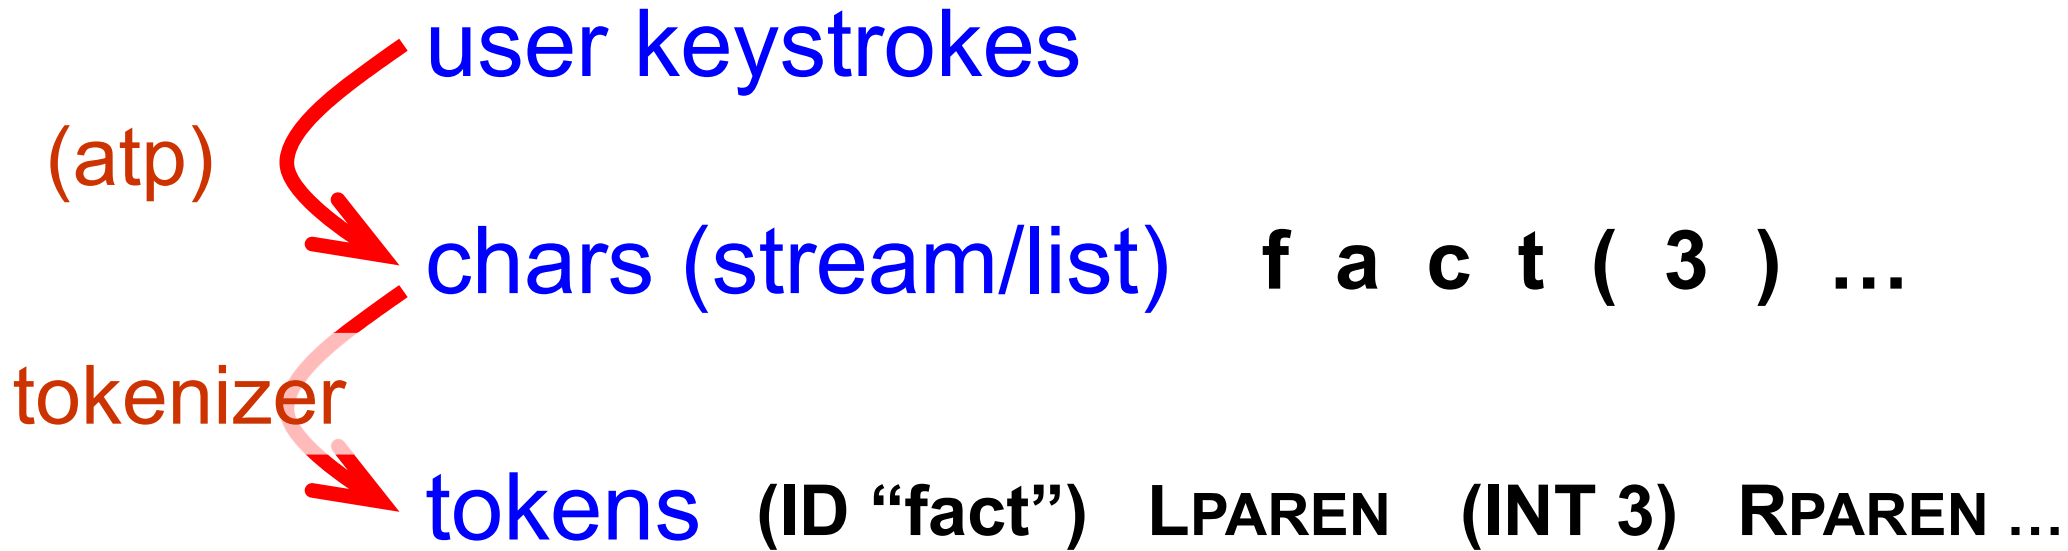 user keystrokes
(atp)
chars (stream/list) f a c t ( 3 ) …
tokenizer
tokens (ID “fact”) LPAREN (INT 3) RPAREN …